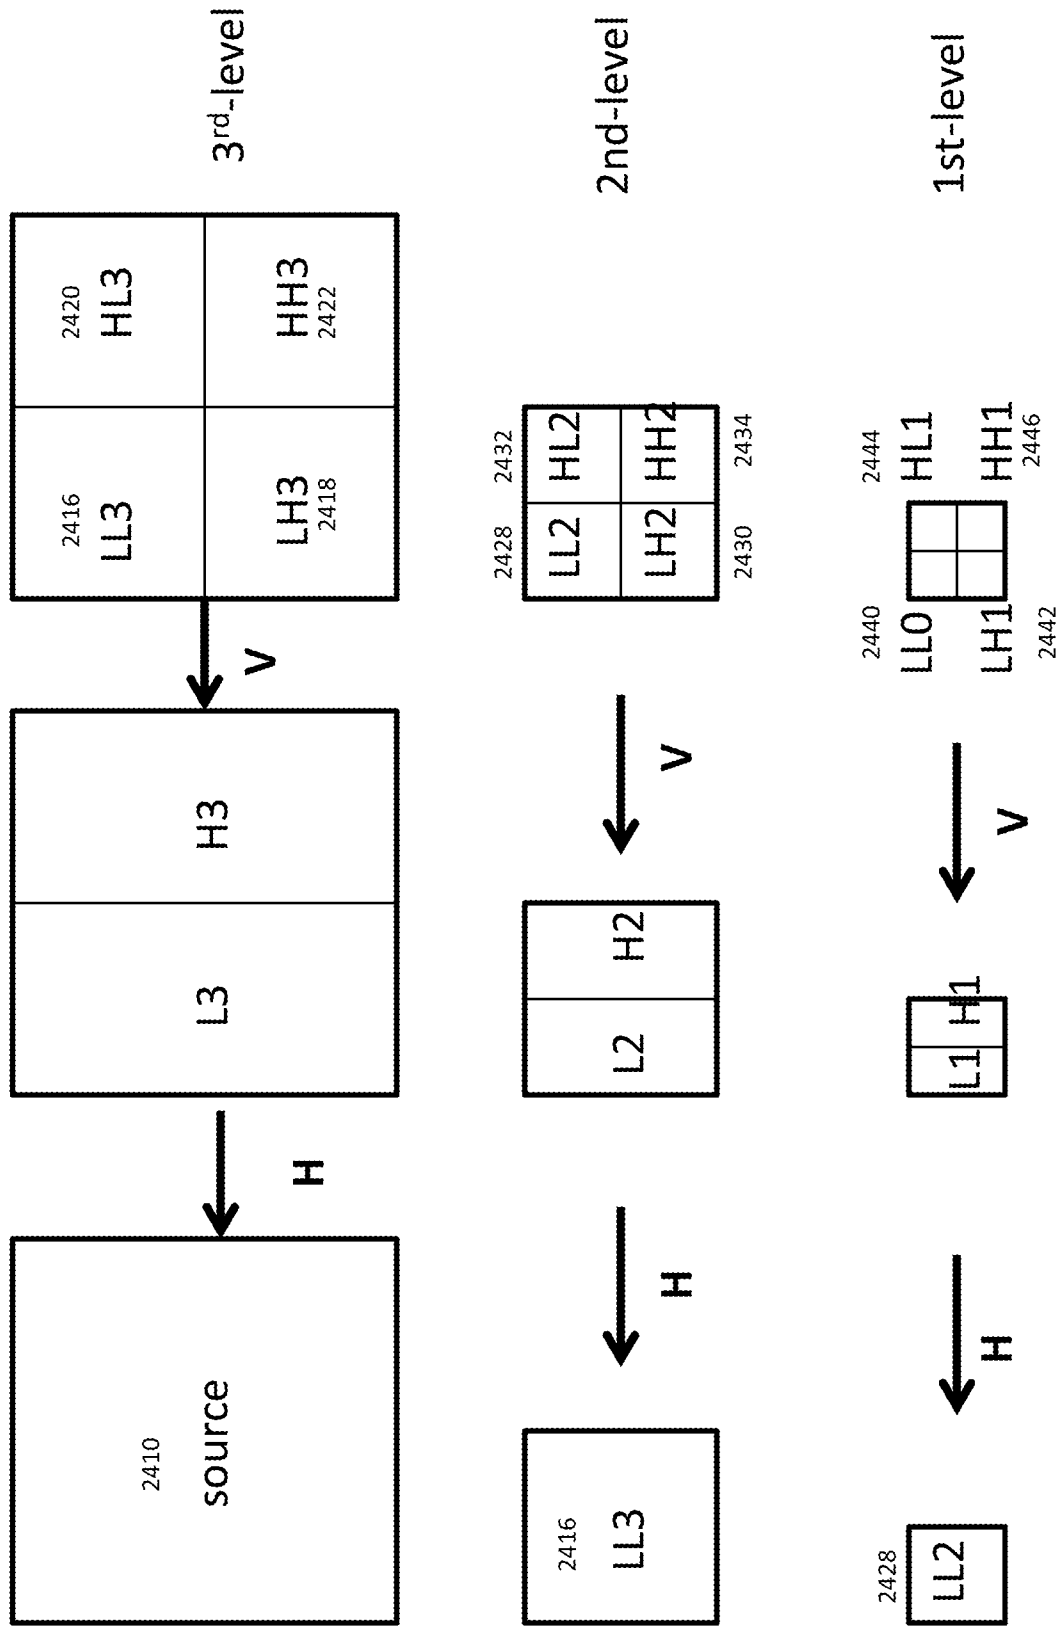 2410
source
H
L3
H3
V
2416
LL3
2420
HL3
LH3
2418
HH3
2422
3rd-level
2416
LL3
H
L2
H2
V
2428
2432
LL2
HL2
LH2
HH2
2430
2434
2nd-level
2428
LL2
H
L1
H1
V
2440
2444
LL0
HL1
LH1
HH1
2442
2446
1st-level